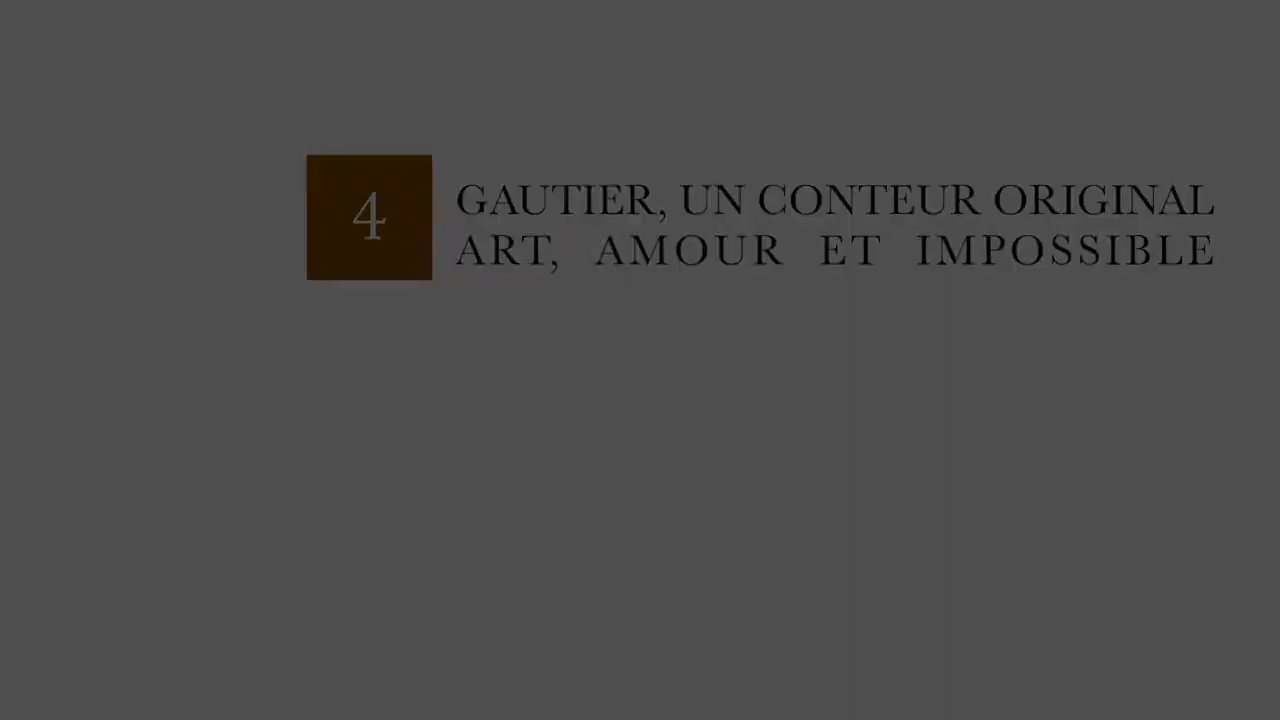 4
GAUTIER, UN CONTEUR ORIGINAL
ART, AMOUR ET IMPOSSIBLE